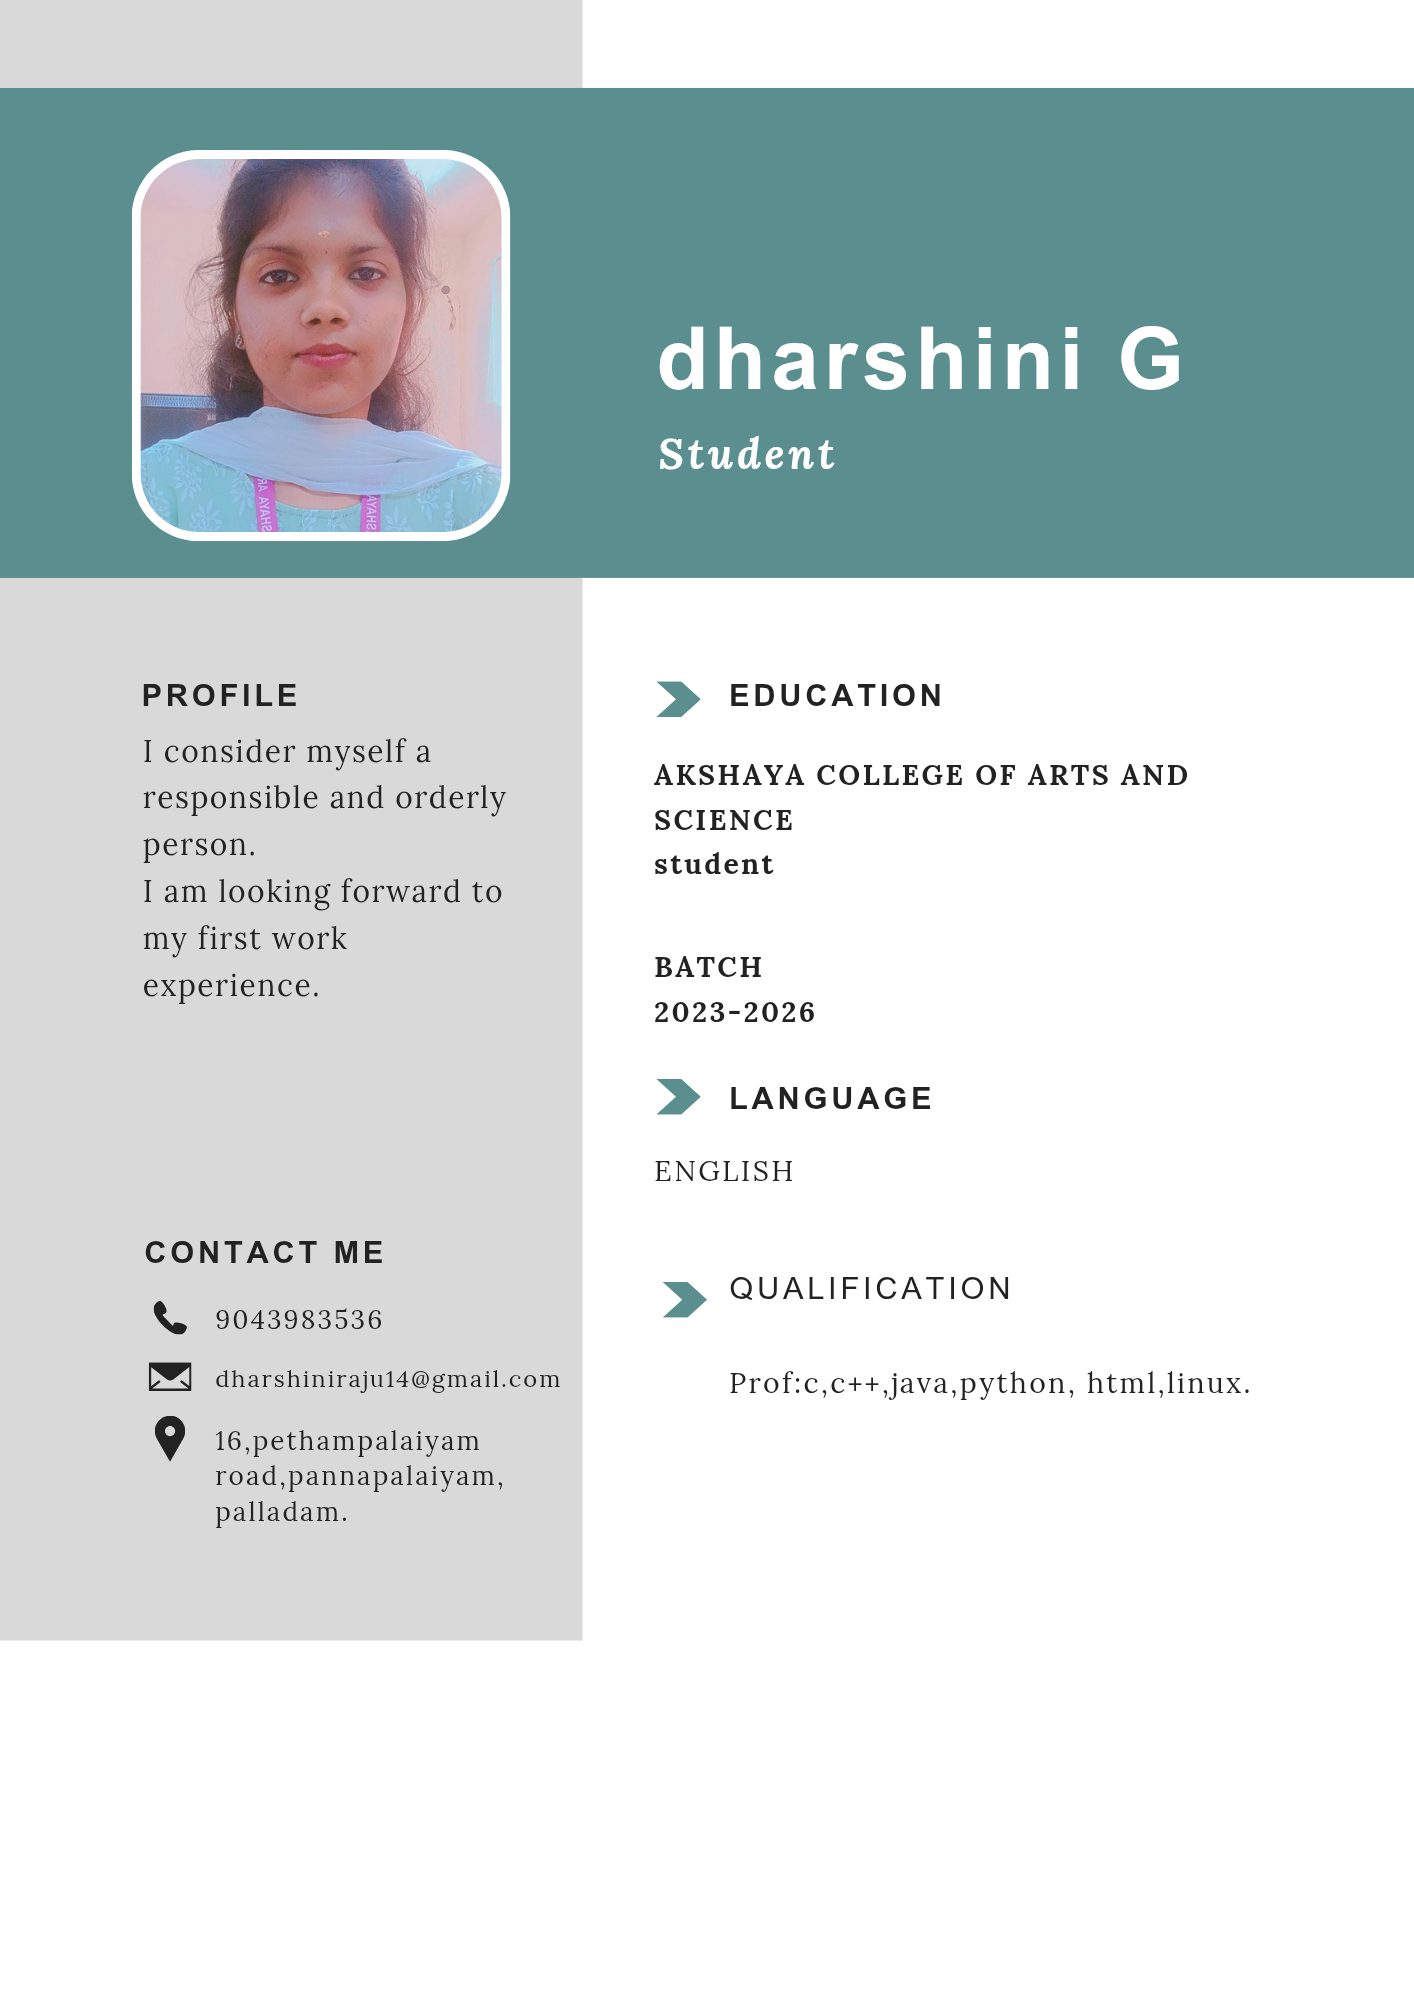 dharshini G
Student
PROFILE
I consider myself a
responsible and orderly
person.
I am looking forward to
my first work
experience.
CONTACT ME
9043983536
dharshiniraju14@gmail.com
16,pethampalaiyam
road,pannapalaiyam,
palladam.
EDUCATION
AKSHAYA COLLEGE OF ARTS AND
SCIENCE
student
BATCH
2023-2026
LANGUAGE
ENGLISH
QUALIFICATION
Prof:c,c++,java,python, html,linux.